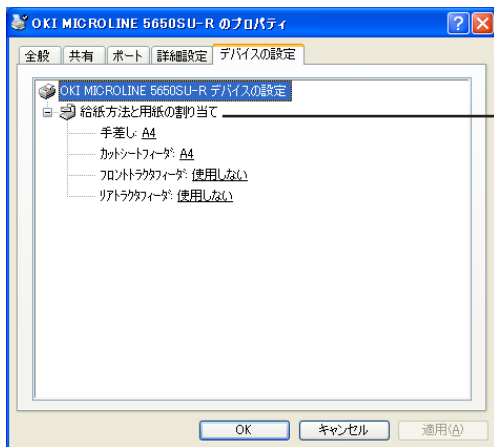 OKI MICROLINE 5650SU-R のプロパティ
全般 共有 ポート 詳細設定 デバイスの設定
OKI MICROLINE 5650SU-R デバイスの設定
給紙方法と用紙の割り当て
手差し: A4
カットシートフィーダ: A4
フロントトラクタフィーダ: 使用しない
リアトラクタフィーダ: 使用しない
OK キャンセル 適用(A)